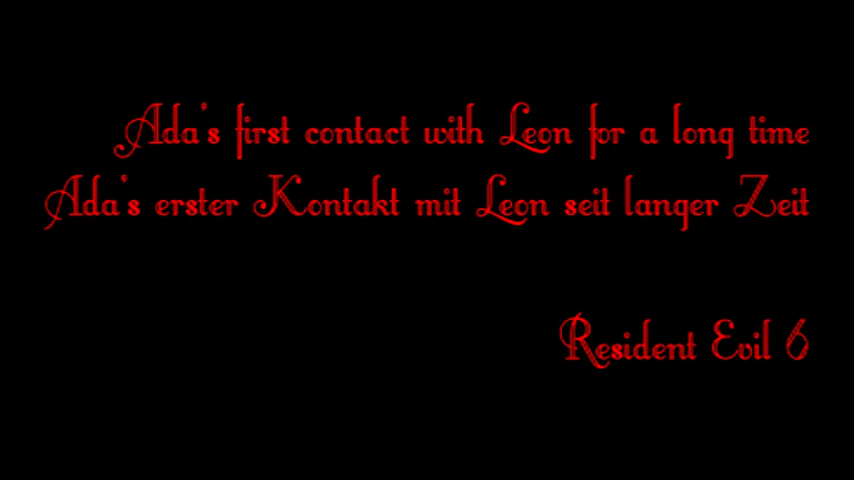 Ada's first contact with Leon for a long time
Ada's erster Kontakt mit Leon seit langer Zeit
Resident Evil 6